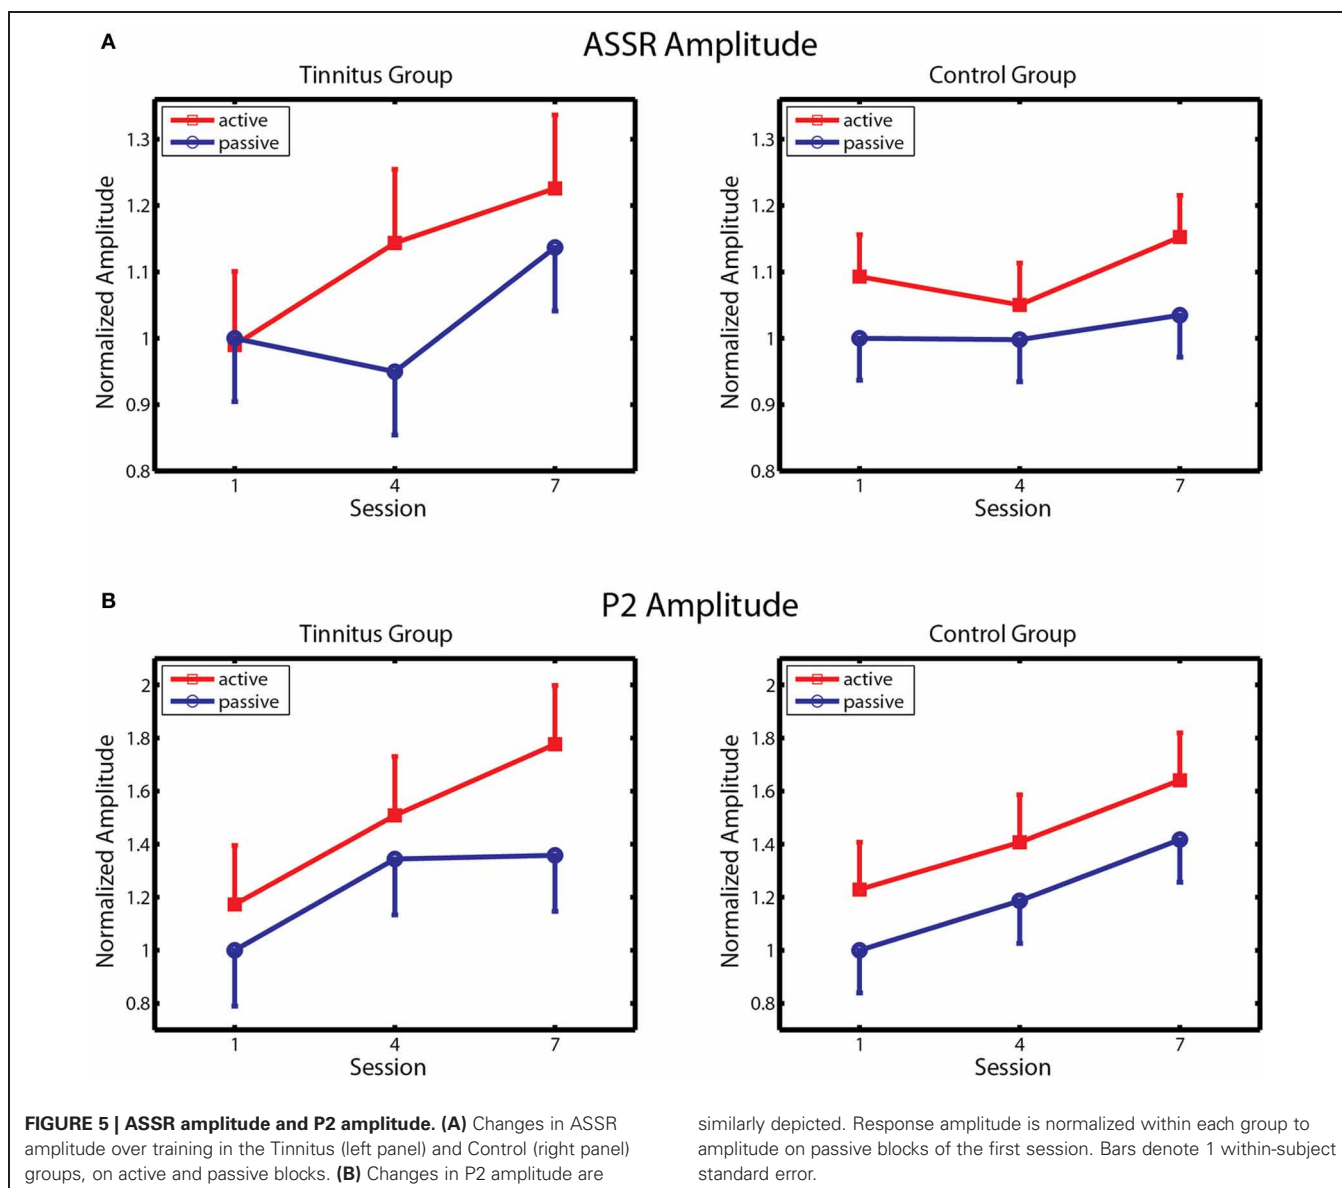 A
ASSR Amplitude
Tinnitus Group
active
passive
1.3
1.2
1.1
1
0.9
0.8
Normalized Amplitude
1 4 7
Session
Control Group
active
passive
1.3
1.2
1.1
1
0.9
0.8
Normalized Amplitude
1 4 7
Session
B
P2 Amplitude
Tinnitus Group
active
passive
2
1.8
1.6
1.4
1.2
1
0.8
Normalized Amplitude
1 4 7
Session
Control Group
active
passive
2
1.8
1.6
1.4
1.2
1
0.8
Normalized Amplitude
1 4 7
Session
FIGURE 5 | ASSR amplitude and P2 amplitude. (A) Changes in ASSR
amplitude over training in the Tinnitus (left panel) and Control (right panel)
groups, on active and passive blocks. (B) Changes in P2 amplitude are
similarly depicted. Response amplitude is normalized within each group to
amplitude on passive blocks of the first session. Bars denote 1 within-subject
standard error.